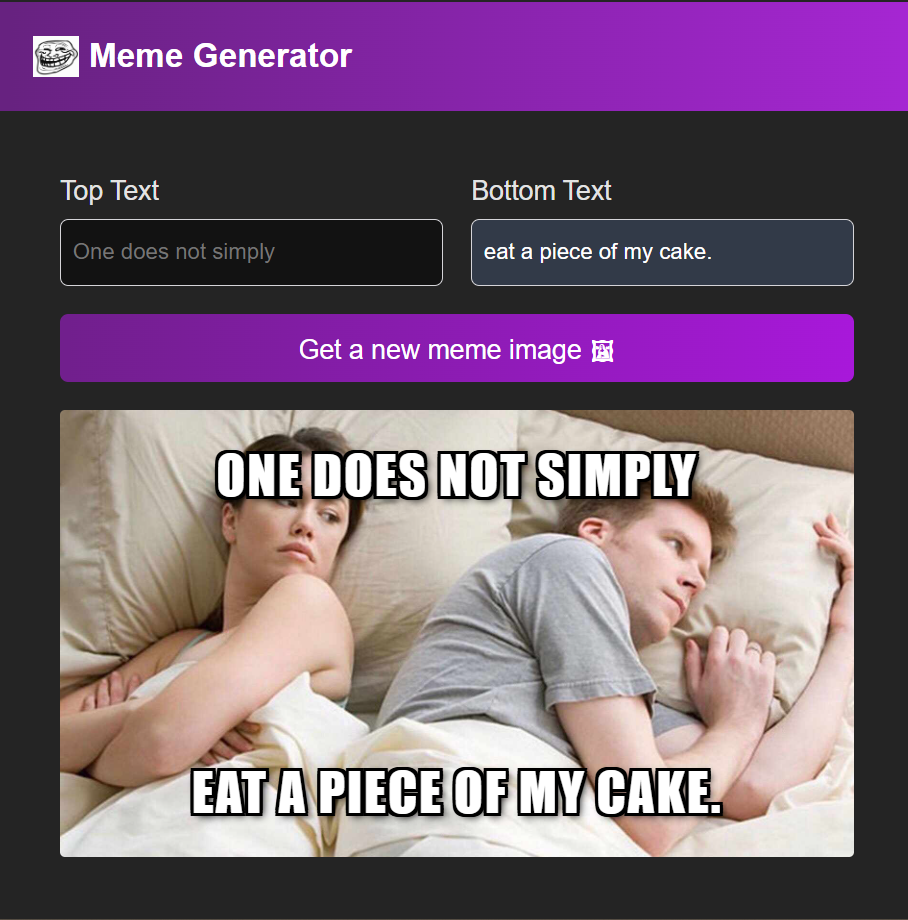 Meme Generator
Top Text
Bottom Text
One does not simply
eat a piece of my cake.
Get a new meme image 🖼
ONE DOES NOT SIMPLY
EAT A PIECE OF MY CAKE.